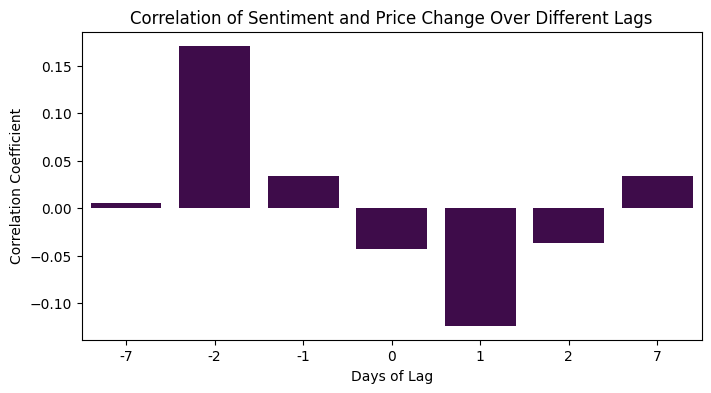 Correlation of Sentiment and Price Change Over Different Lags
Correlation Coefficient
0.15
0.10
0.05
0.00
−0.05
−0.10
-7 -2 -1 0 1 2 7
Days of Lag